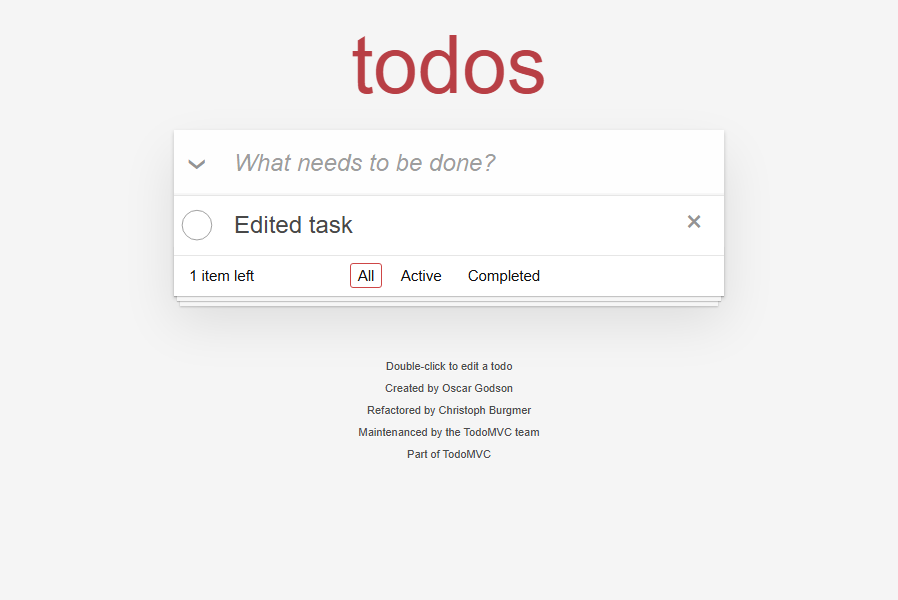 todos
What needs to be done?
Edited task
1 item left
All
Active
Completed
Double-click to edit a todo
Created by Oscar Godson
Refactored by Christoph Burgmer
Maintenanced by the TodoMVC team
Part of TodoMVC